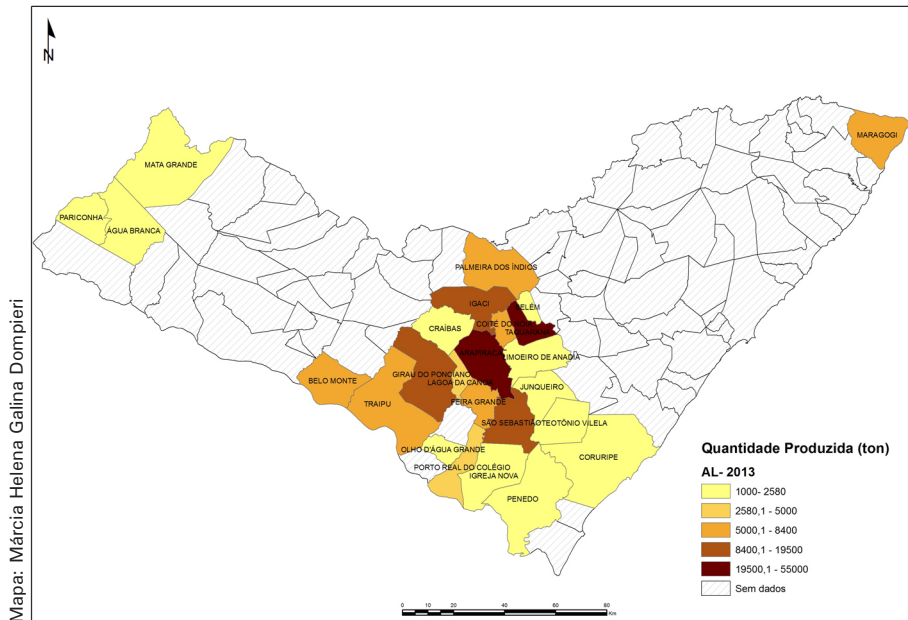 N
MARAGOGI
MATA GRANDE
PARICONHA
ÁGUA BRANCA
PALMEIRA DOS ÍNDIOS
IGACI
BELÉM
CRAÍBAS
COITÉ DO NÓIA
TAQUARANA
ARAPIRACA
LIMOEIRO DE ANADIA
GIRAU DO PONCIANO
BELO MONTE
LAGOA DA CANOA
JUNQUEIRO
TRAIPU
FEIRA GRANDE
SÃO SEBASTIÃO
TEOTÔNIO VILELA
OLHO D'ÁGUA GRANDE
CORURIPE
PORTO REAL DO COLÉGIO
IGREJA NOVA
PENEDO
Quantidade Produzida (ton)
AL- 2013
1000- 2580
2580,1 - 5000
5000,1 - 8400
8400,1 - 19500
19500,1 - 55000
Sem dados
0 10 20 40 60 80
Km
Mapa: Márcia Helena Galina Dompieri